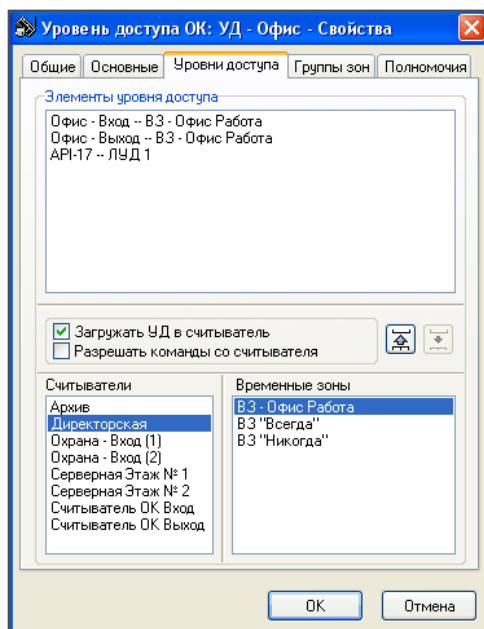 Уровень доступа ОК: УД - Офис - Свойства
Общие Основные Уровни доступа Группы зон Полномочия
Элементы уровня доступа
Офис - Вход -- ВЗ - Офис Работа
Офис - Выход -- ВЗ - Офис Работа
API-17 -- ЛУД 1
Загружать УД в считыватель
Разрешать команды со считывателя
Считыватели
Архив
Директорская
Охрана - Вход (1)
Охрана - Вход (2)
Серверная Этаж № 1
Серверная Этаж № 2
Считыватель ОК Вход
Считыватель ОК Выход
Временные зоны
ВЗ - Офис Работа
ВЗ "Всегда"
ВЗ "Никогда"
ОК Отмена